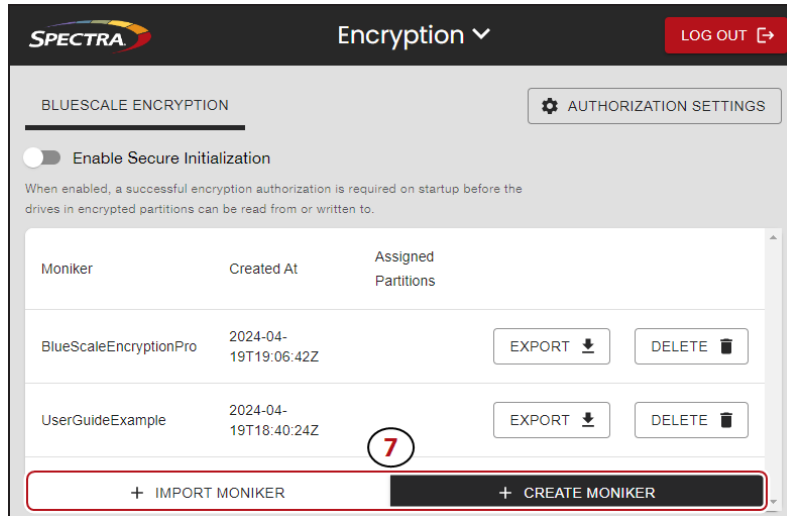 SPECTRA
Encryption
LOG OUT
BLUESCALE ENCRYPTION
AUTHORIZATION SETTINGS
Enable Secure Initialization
When enabled, a successful encryption authorization is required on startup before the
drives in encrypted partitions can be read from or written to.
Moniker Created At Assigned
Partitions
BlueScaleEncryptionPro 2024-04-
19T19:06:42Z EXPORT DELETE
UserGuideExample 2024-04-
19T18:40:24Z EXPORT DELETE
7
+ IMPORT MONIKER + CREATE MONIKER